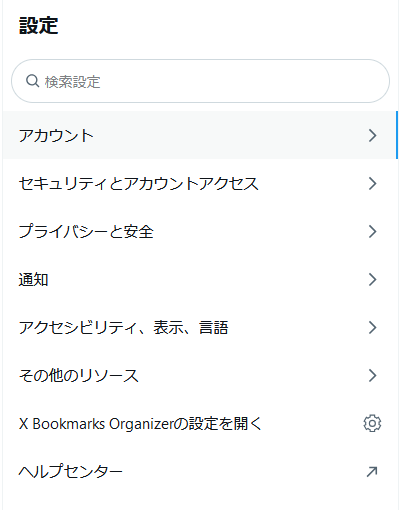 設定
検索設定
アカウント
セキュリティとアカウントアクセス
プライバシーと安全
通知
アクセシビリティ、表示、言語
その他のリソース
X Bookmarks Organizerの設定を開く
ヘルプセンター